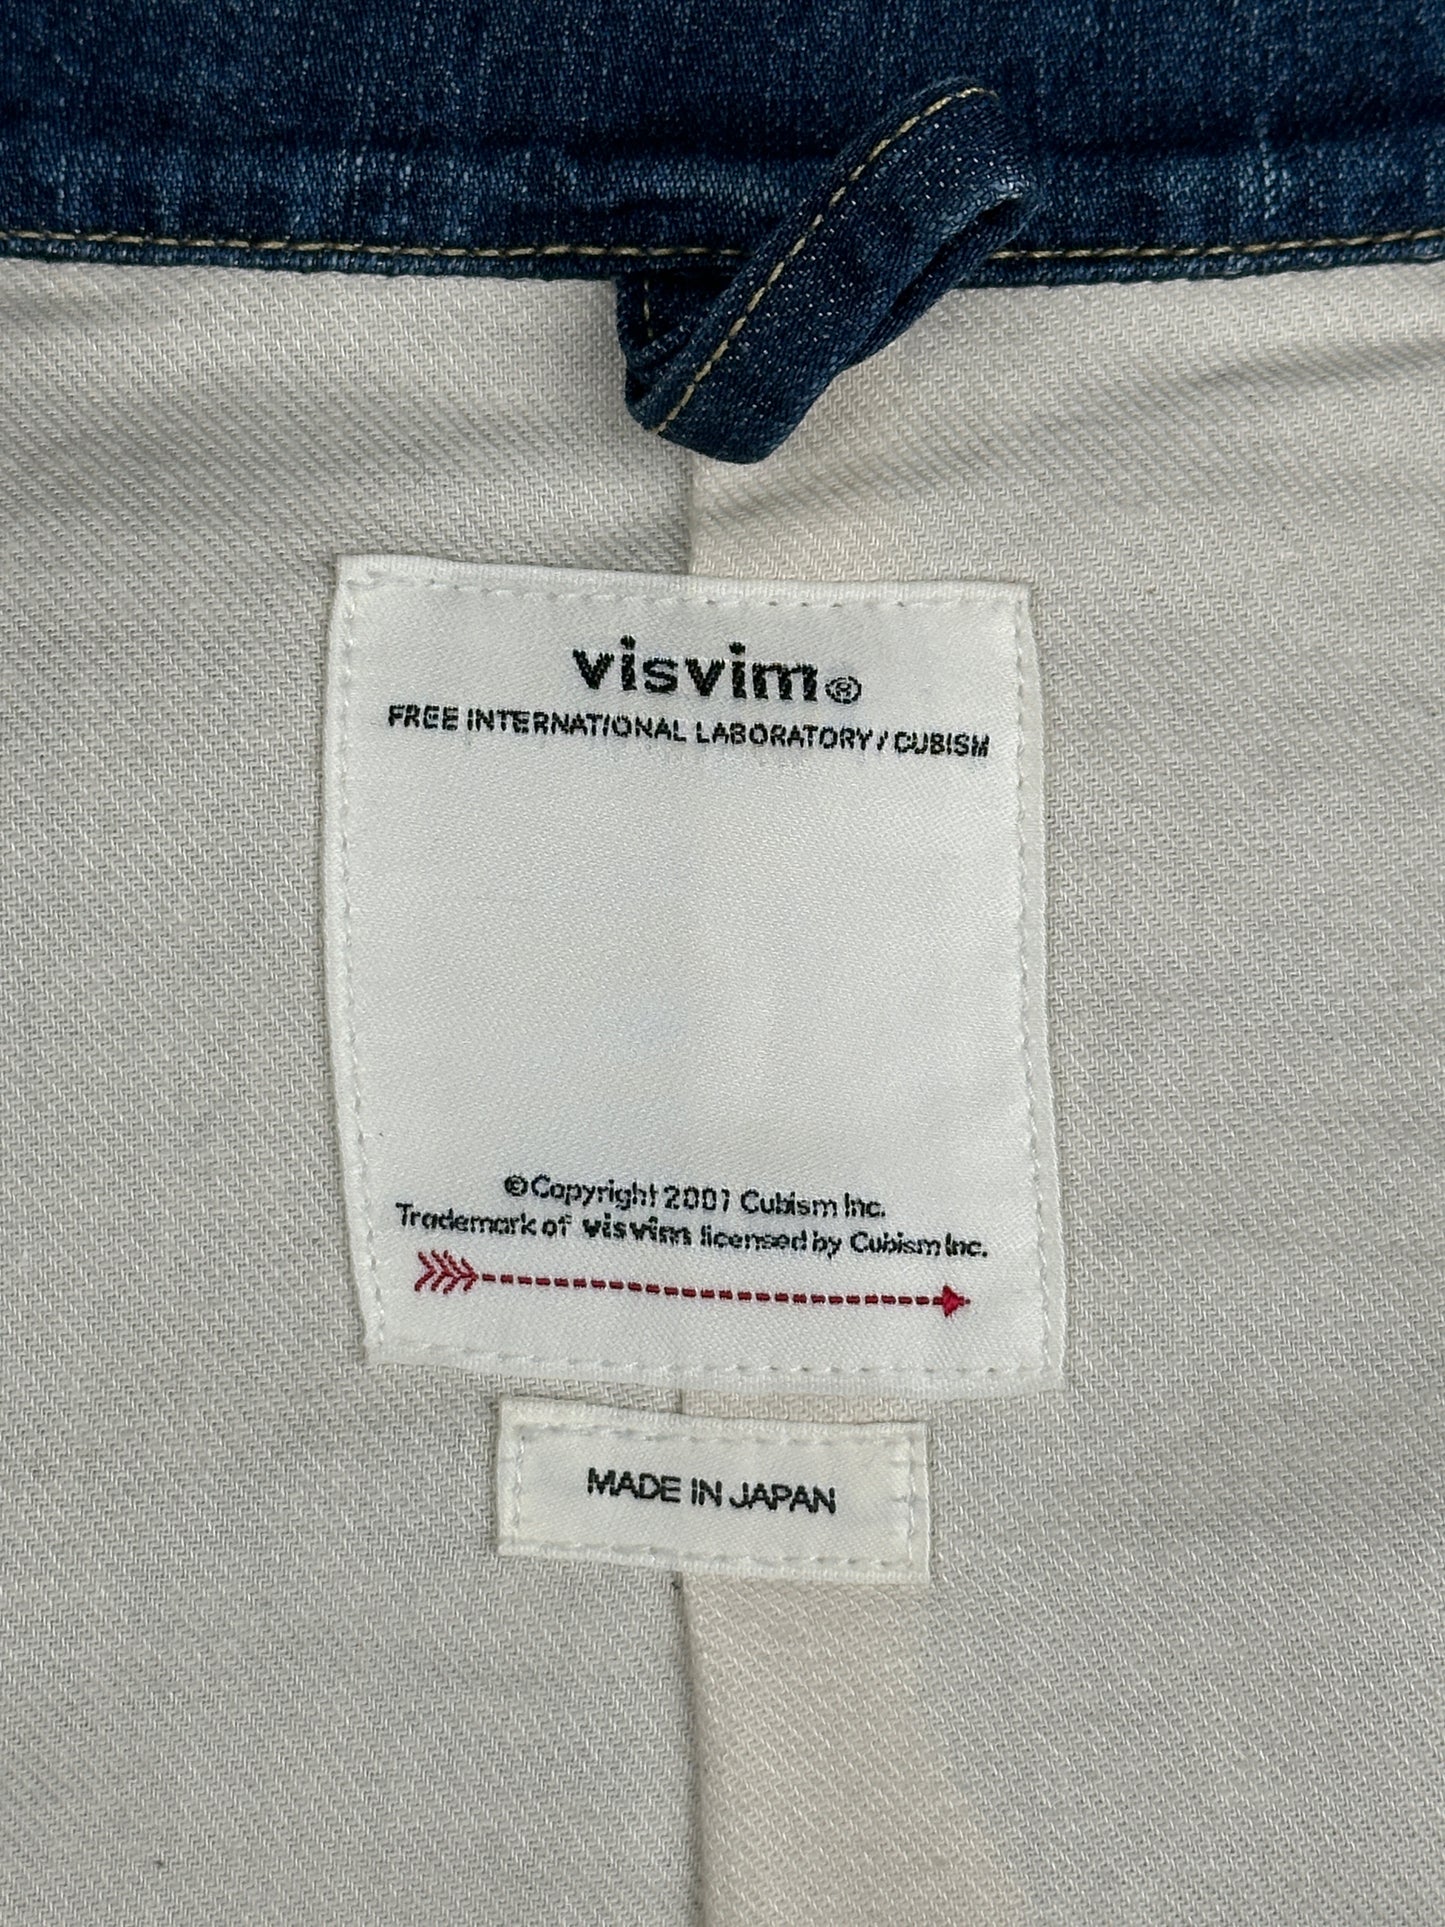 visvim®
FREE INTERNATIONAL LABORATORY / CUBISM
©Copyright 2001 Cubism Inc.
Trademark of visvim licensed by Cubism Inc.
MADE IN JAPAN